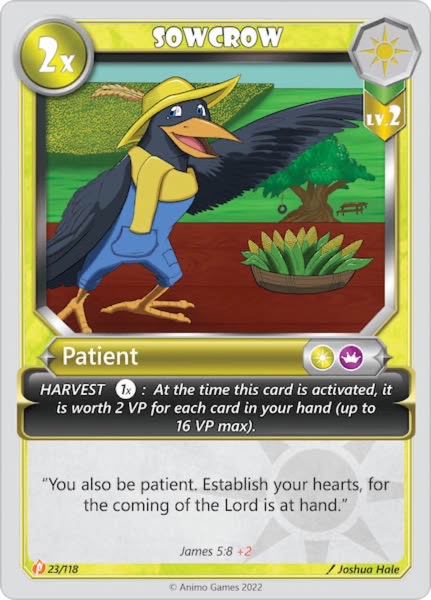 2x
SOWCROW
LV.2
Patient
HARVEST 1x : At the time this card is activated, it
is worth 2 VP for each card in your hand (up to
16 VP max).
“You also be patient. Establish your hearts, for
the coming of the Lord is at hand.”
James 5:8 +2
23/118
Joshua Hale
© Animo Games 2022